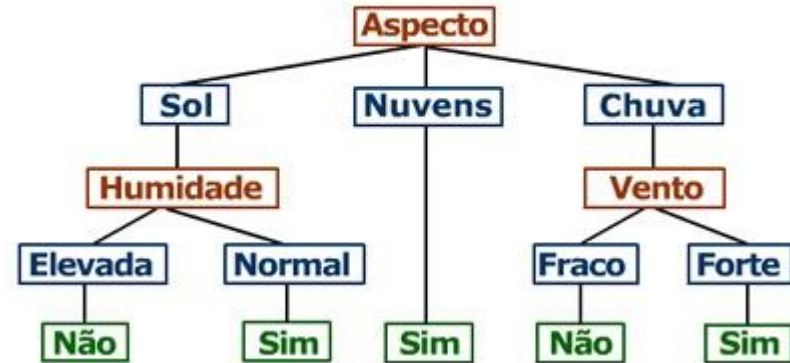 Aspecto
Sol Nuvens Chuva
Humidade Vento
Elevada Normal Fraco Forte
Não Sim Sim Não Sim